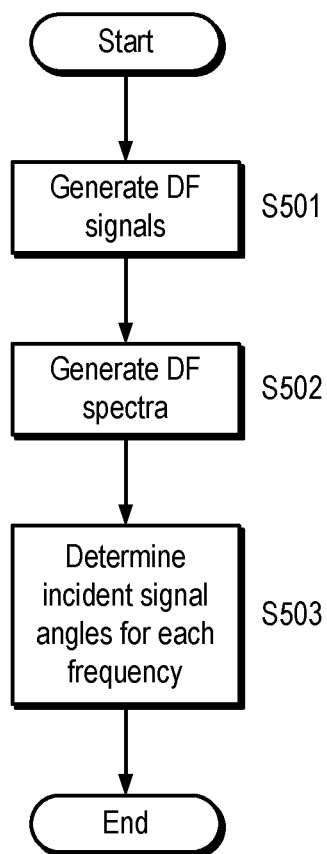 Start
Generate DF
signals
S501
Generate DF
spectra
S502
Determine
incident signal
angles for each
frequency
S503
End